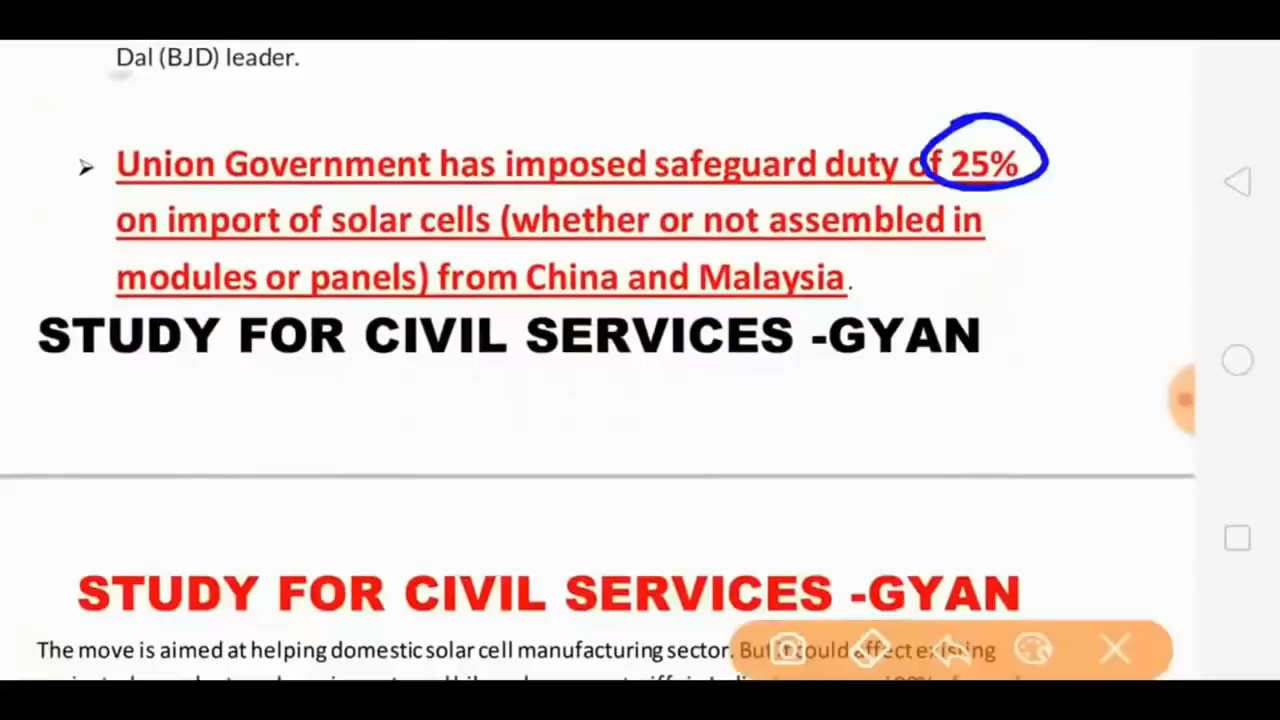 Dal (BJD) leader.
➢ Union Government has imposed safeguard duty of 25%
on import of solar cells (whether or not assembled in
modules or panels) from China and Malaysia.
STUDY FOR CIVIL SERVICES -GYAN
STUDY FOR CIVIL SERVICES -GYAN
The move is aimed at helping domestic solar cell manufacturing sector. But it could affect existing